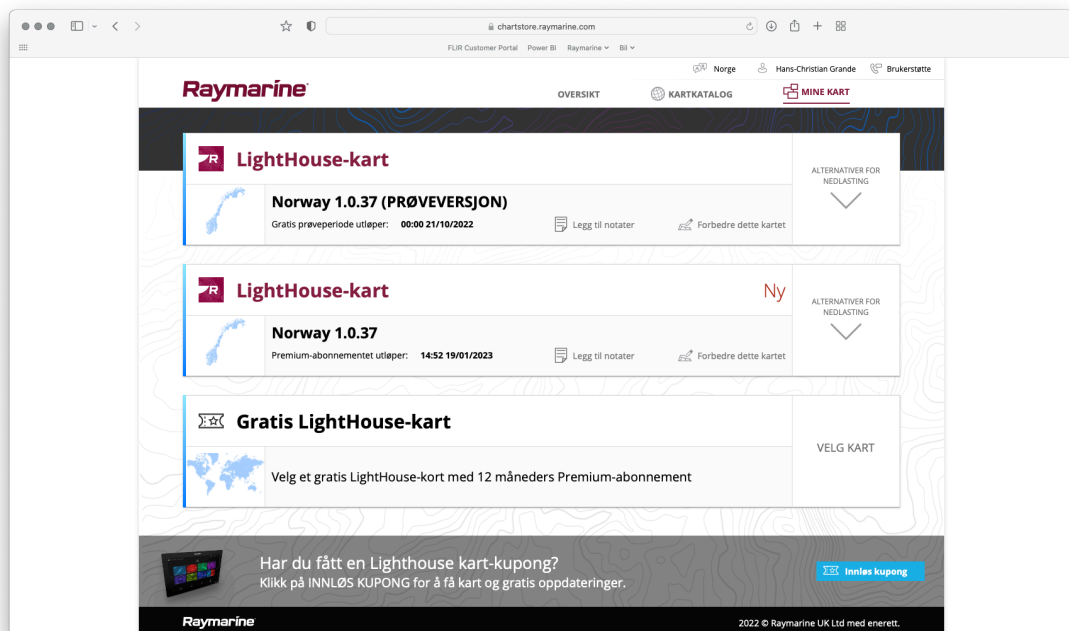 chartstore.raymarine.com
FLIR Customer Portal Power BI Raymarine Bil
Norge Hans-Christian Grande Brukerstøtte
Raymarine
OVERSIKT KARTKATALOG MINE KART
LightHouse-kart
ALTERNATIVER FOR
NEDLASTING
Norway 1.0.37 (PRØVEVERSJON)
Gratis prøveperiode utløper: 00:00 21/10/2022 Legg til notater Forbedre dette kartet
LightHouse-kart
Ny
ALTERNATIVER FOR
NEDLASTING
Norway 1.0.37
Premium-abonnementet utløper: 14:52 19/01/2023 Legg til notater Forbedre dette kartet
Gratis LightHouse-kart
VELG KART
Velg et gratis LightHouse-kort med 12 måneders Premium-abonnement
Har du fått en Lighthouse kart-kupong?
Klikk på INNLØS KUPONG for å få kart og gratis oppdateringer.
Innløs kupong
Raymarine
2022 © Raymarine UK Ltd med enerett.